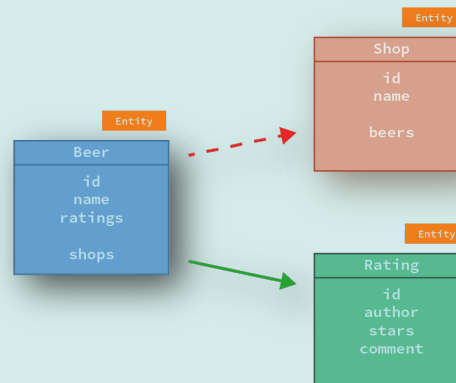 Entity
Shop
id
name
beers
Entity
Beer
id
name
ratings
shops
Entity
Rating
id
author
stars
comment